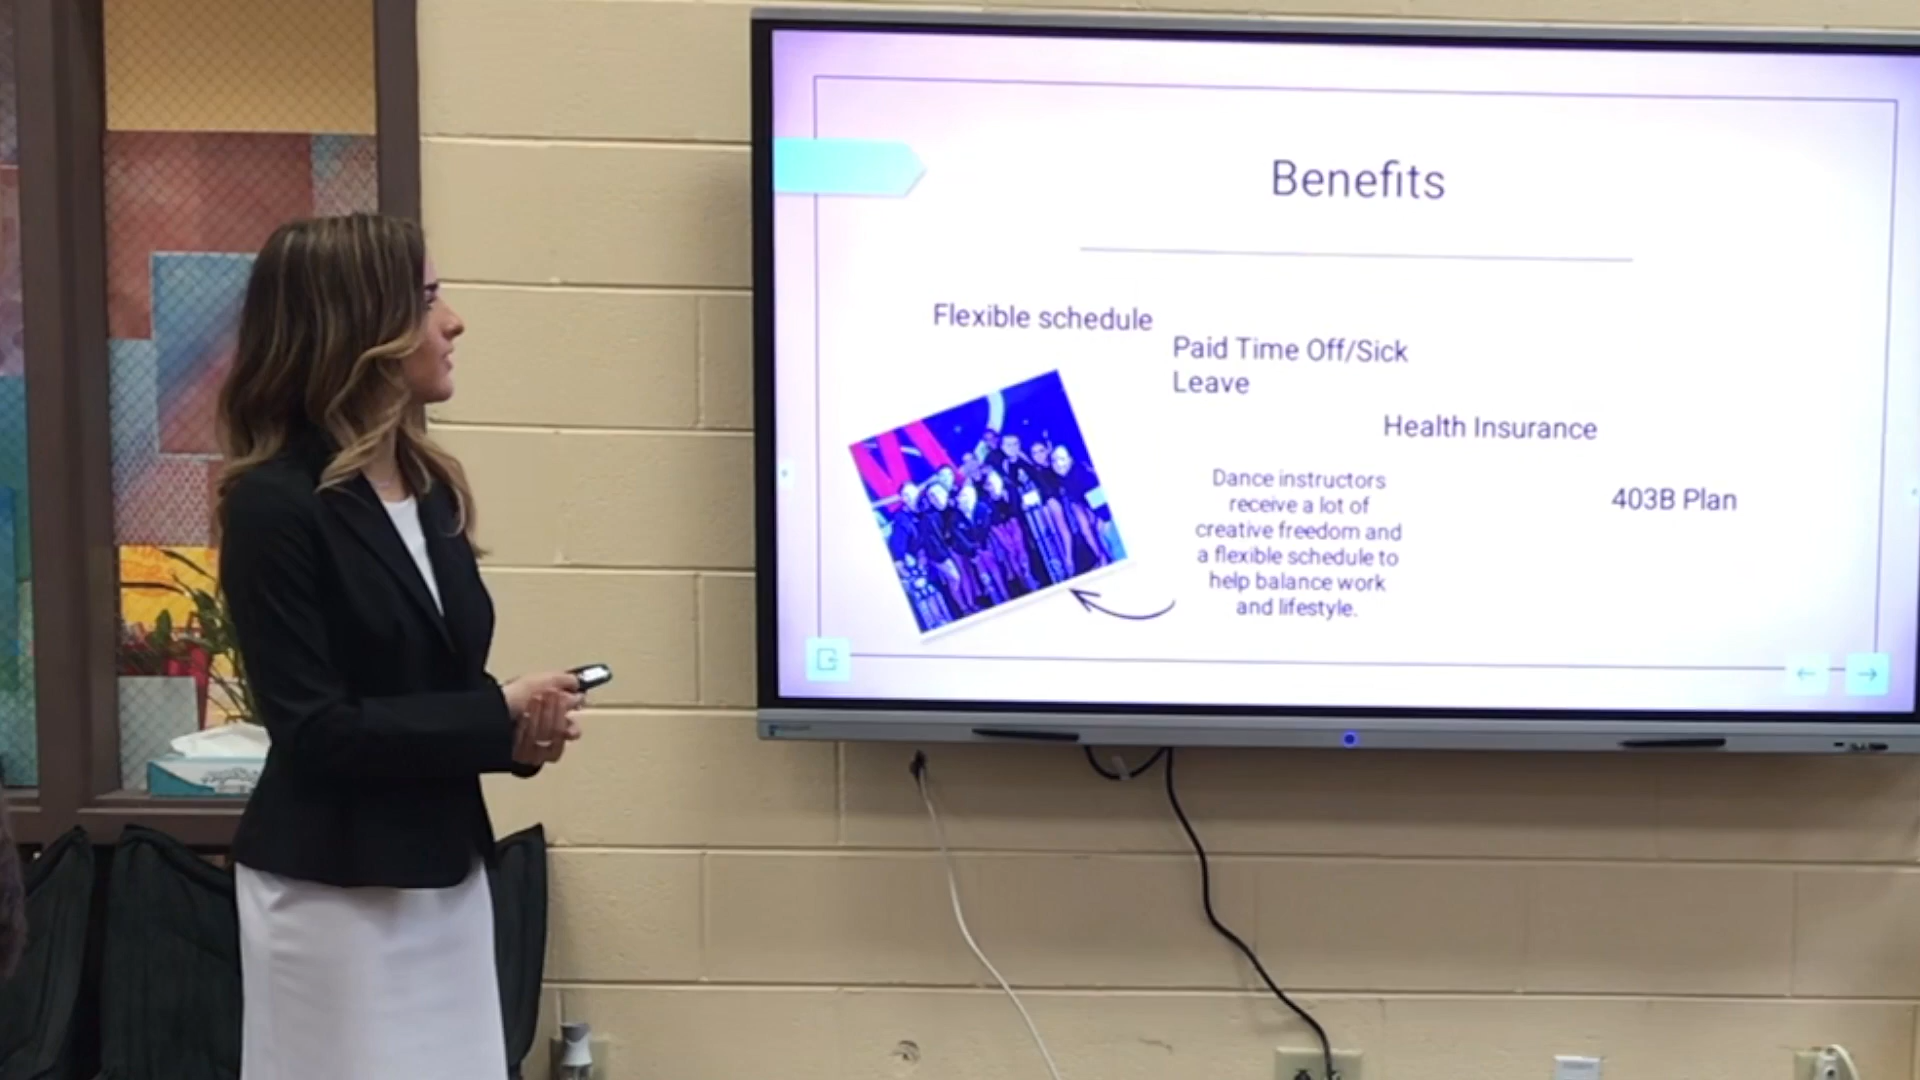 Benefits
Flexible schedule
Paid Time Off/Sick
Leave
Health Insurance
403B Plan
Dance instructors
receive a lot of
creative freedom and
a flexible schedule to
help balance work
and lifestyle.